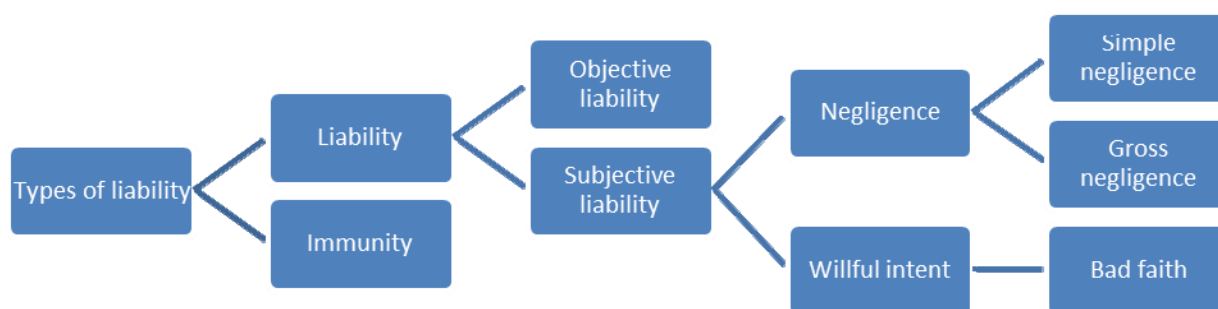 Types of liability
Liability
Immunity
Objective
liability
Subjective
liability
Negligence
Willful intent
Simple
negligence
Gross
negligence
Bad faith